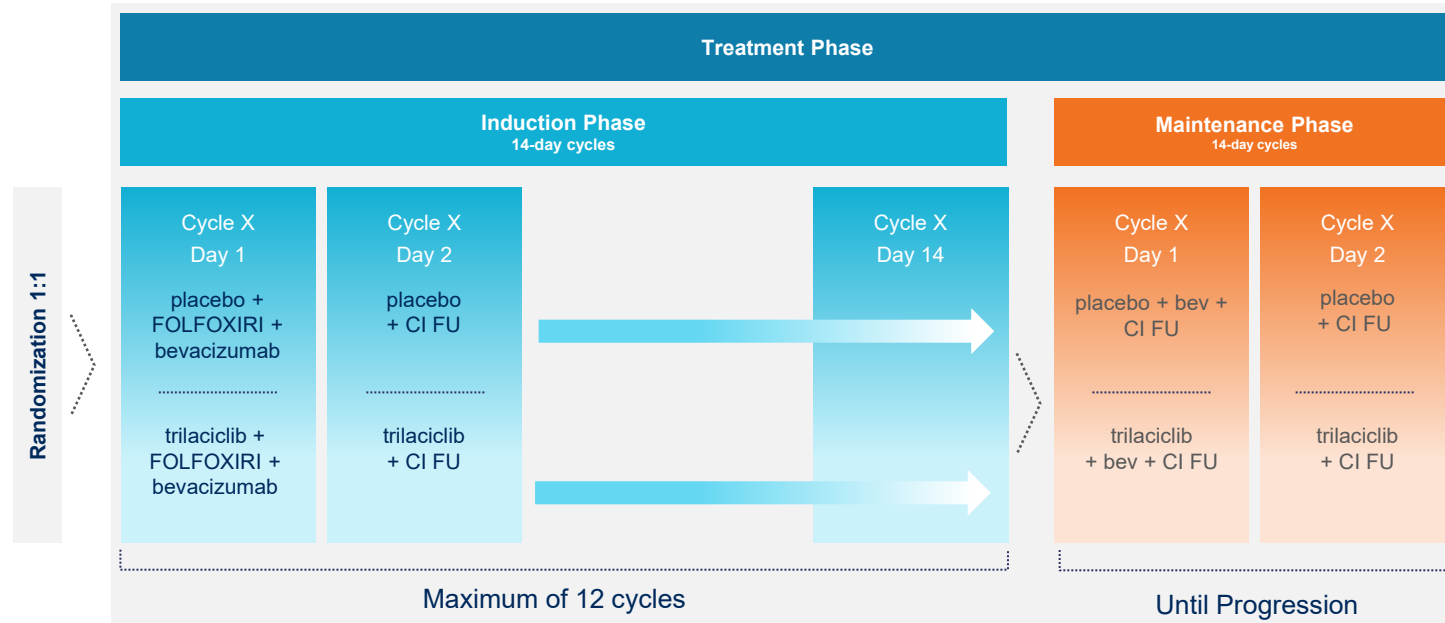 Treatment Phase
Induction Phase
14-day cycles
Maintenance Phase
14-day cycles
Randomization 1:1
Cycle X
Day 1
placebo +
FOLFOXIRI +
bevacizumab
trilaciclib +
FOLFOXIRI +
bevacizumab
Cycle X
Day 2
placebo
+ CI FU
trilaciclib
+ CI FU
Cycle X
Day 14
Cycle X
Day 1
placebo + bev +
CI FU
trilaciclib
+ bev + CI FU
Cycle X
Day 2
placebo
+ CI FU
trilaciclib
+ CI FU
Maximum of 12 cycles
Until Progression